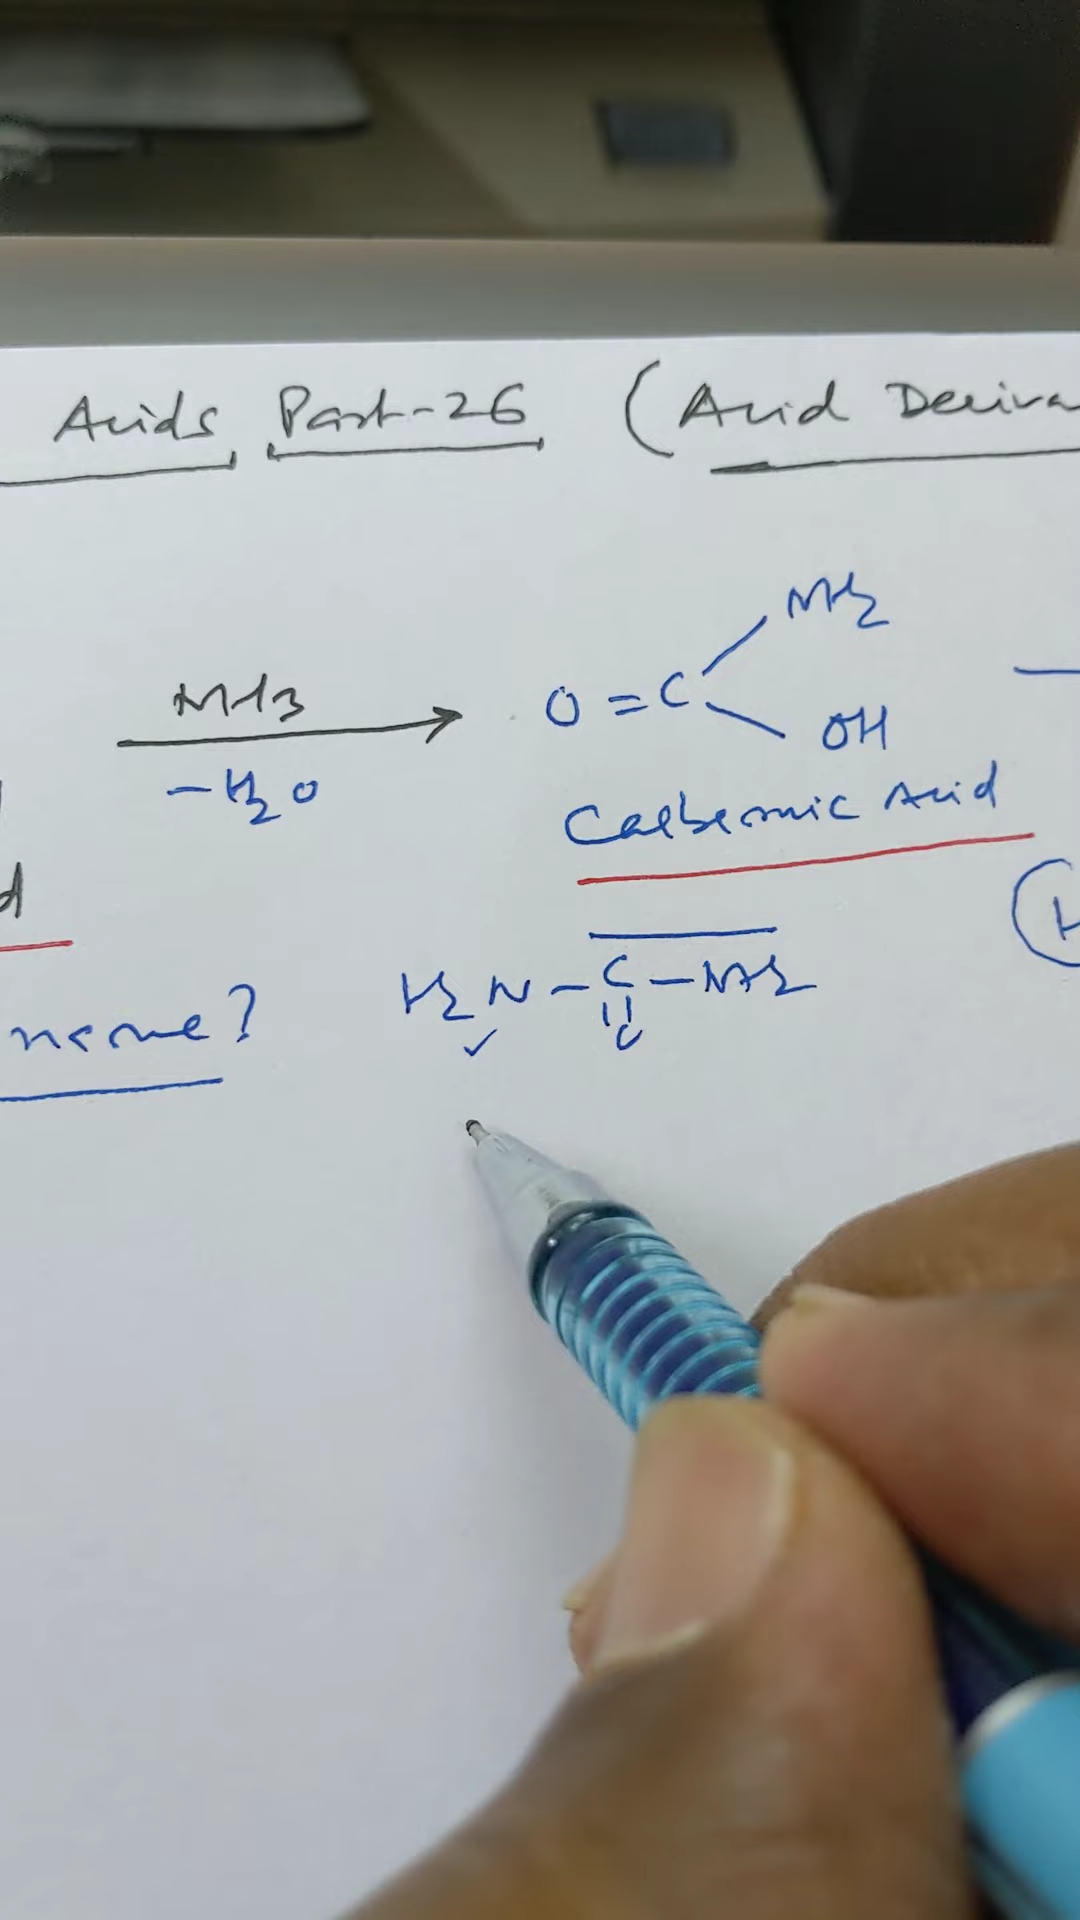 Acids Part-26 (Acid Deriva
NH2
NH3
O=C
OH
-H2O
Carbamic Acid
d
H2N-C-NH2
name?
O